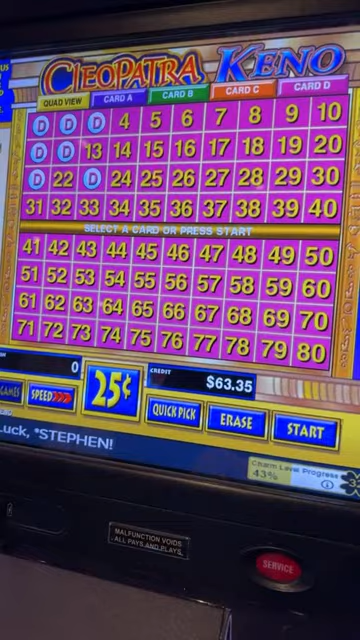 CLEOPATRA KENO
QUAD VIEW CARD A CARD B CARD C CARD D
D D D 4 5 6 7 8 9 10
D D 13 14 15 16 17 18 19 20
D 22 D 24 25 26 27 28 29 30
31 32 33 34 35 36 37 38 39 40
SELECT A CARD OR PRESS START
41 42 43 44 45 46 47 48 49 50
51 52 53 54 55 56 57 58 59 60
61 62 63 64 65 66 67 68 69 70
71 72 73 74 75 76 77 78 79 80
0
CREDIT
$63.35
GAMES SPEED 25¢ QUICK PICK ERASE START
Luck, *STEPHEN!
Charm Level Progress
43%
MALFUNCTION VOIDS
ALL PAYS AND PLAYS
SERVICE